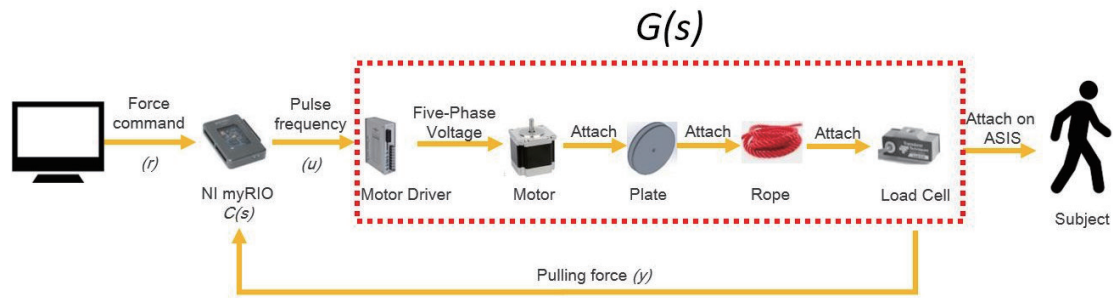 G(s)
Force
command
(r)
Pulse
frequency
(u)
Five-Phase
Voltage
Attach
Attach
Attach
Attach on
ASIS
NI myRIO
C(s)
Motor Driver
Motor
Plate
Rope
Load Cell
Subject
Pulling force (y)